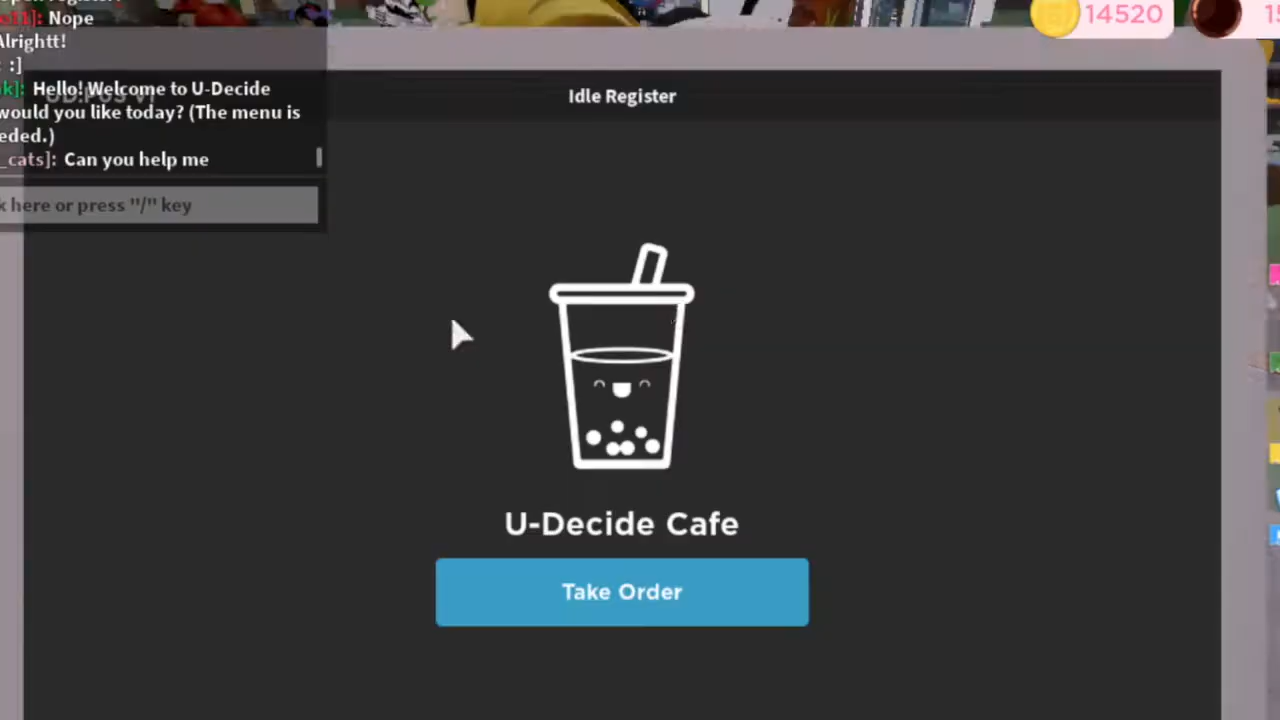 Nope
Alrightt!
: :]
k]: Hello! Welcome to U-Decide
would you like today? (The menu is
eded.)
_cats]: Can you help me
k here or press "/" key
14520
Idle Register
U-Decide Cafe
Take Order